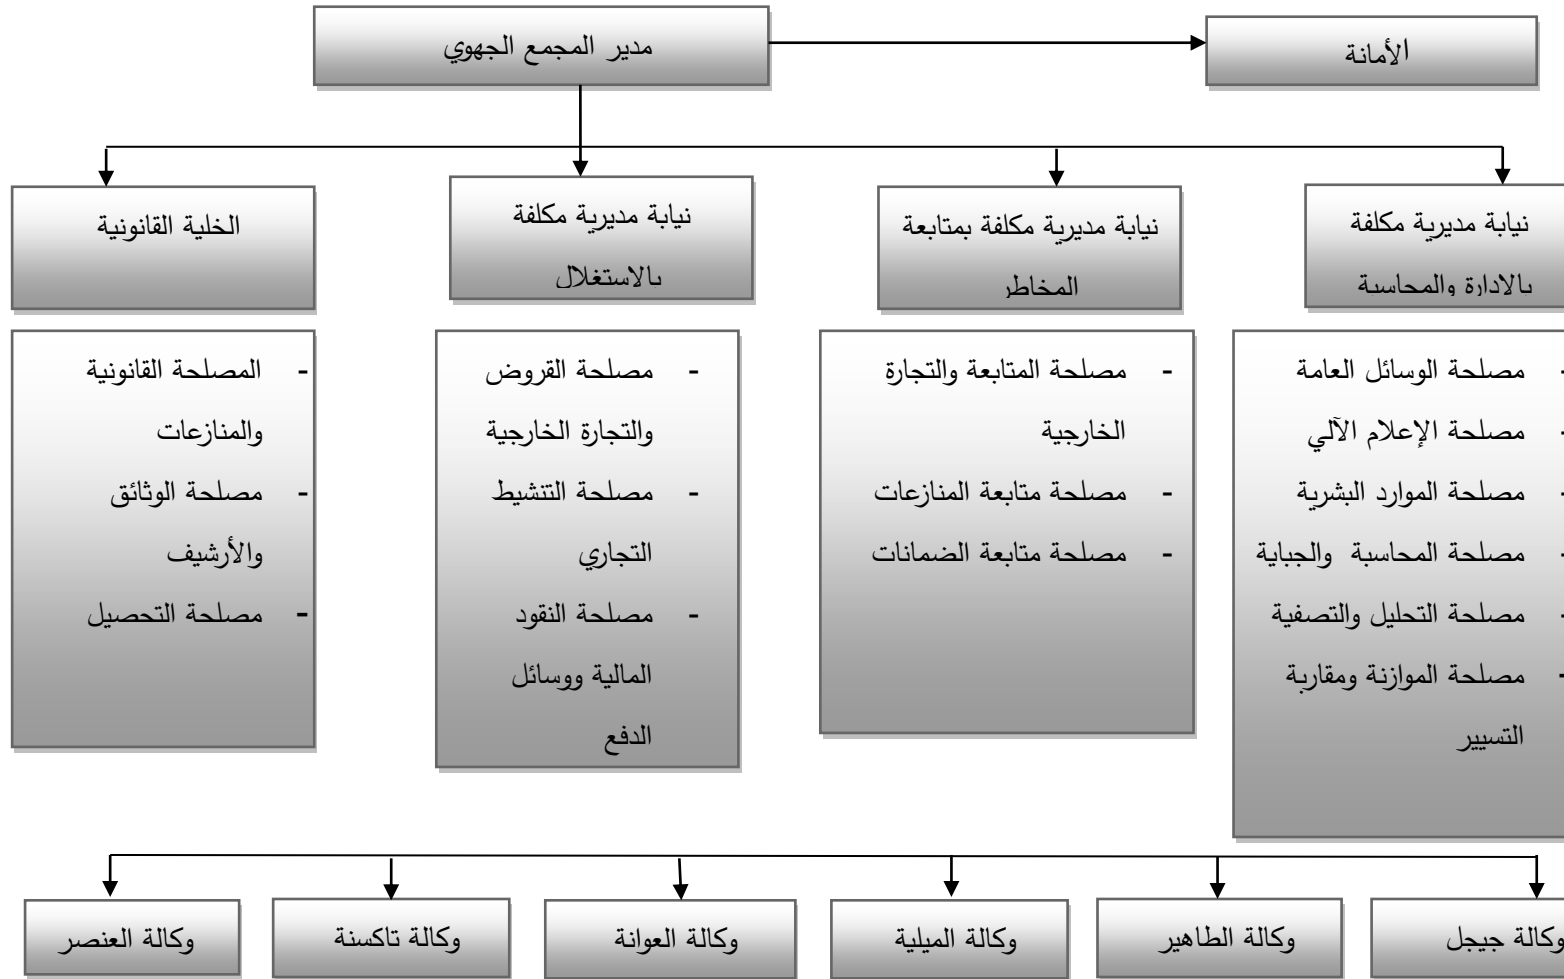 مدير المجمع الجهوي
الأمانة
نيابة مديرية مكلفة
بالادارة والمحاسبة
نيابة مديرية مكلفة بمتابعة
المخاطر
نيابة مديرية مكلفة
بالاستغلال
الخلية القانونية
- مصلحة الوسائل العامة
- مصلحة الإعلام الآلي
- مصلحة الموارد البشرية
- مصلحة المحاسبة والجباية
- مصلحة التحليل والتصفية
- مصلحة الموازنة ومقاربة
التسيير
- مصلحة المتابعة والتجارة
الخارجية
- مصلحة متابعة المنازعات
- مصلحة متابعة الضمانات
- مصلحة القروض
والتجارة الخارجية
- مصلحة التنشيط
التجاري
- مصلحة النقود
المالية ووسائل
الدفع
- المصلحة القانونية
والمنازعات
- مصلحة الوثائق
والأرشيف
- مصلحة التحصيل
وكالة جيجل
وكالة الطاهير
وكالة الميلية
وكالة العوانة
وكالة تاكسنة
وكالة العنصر